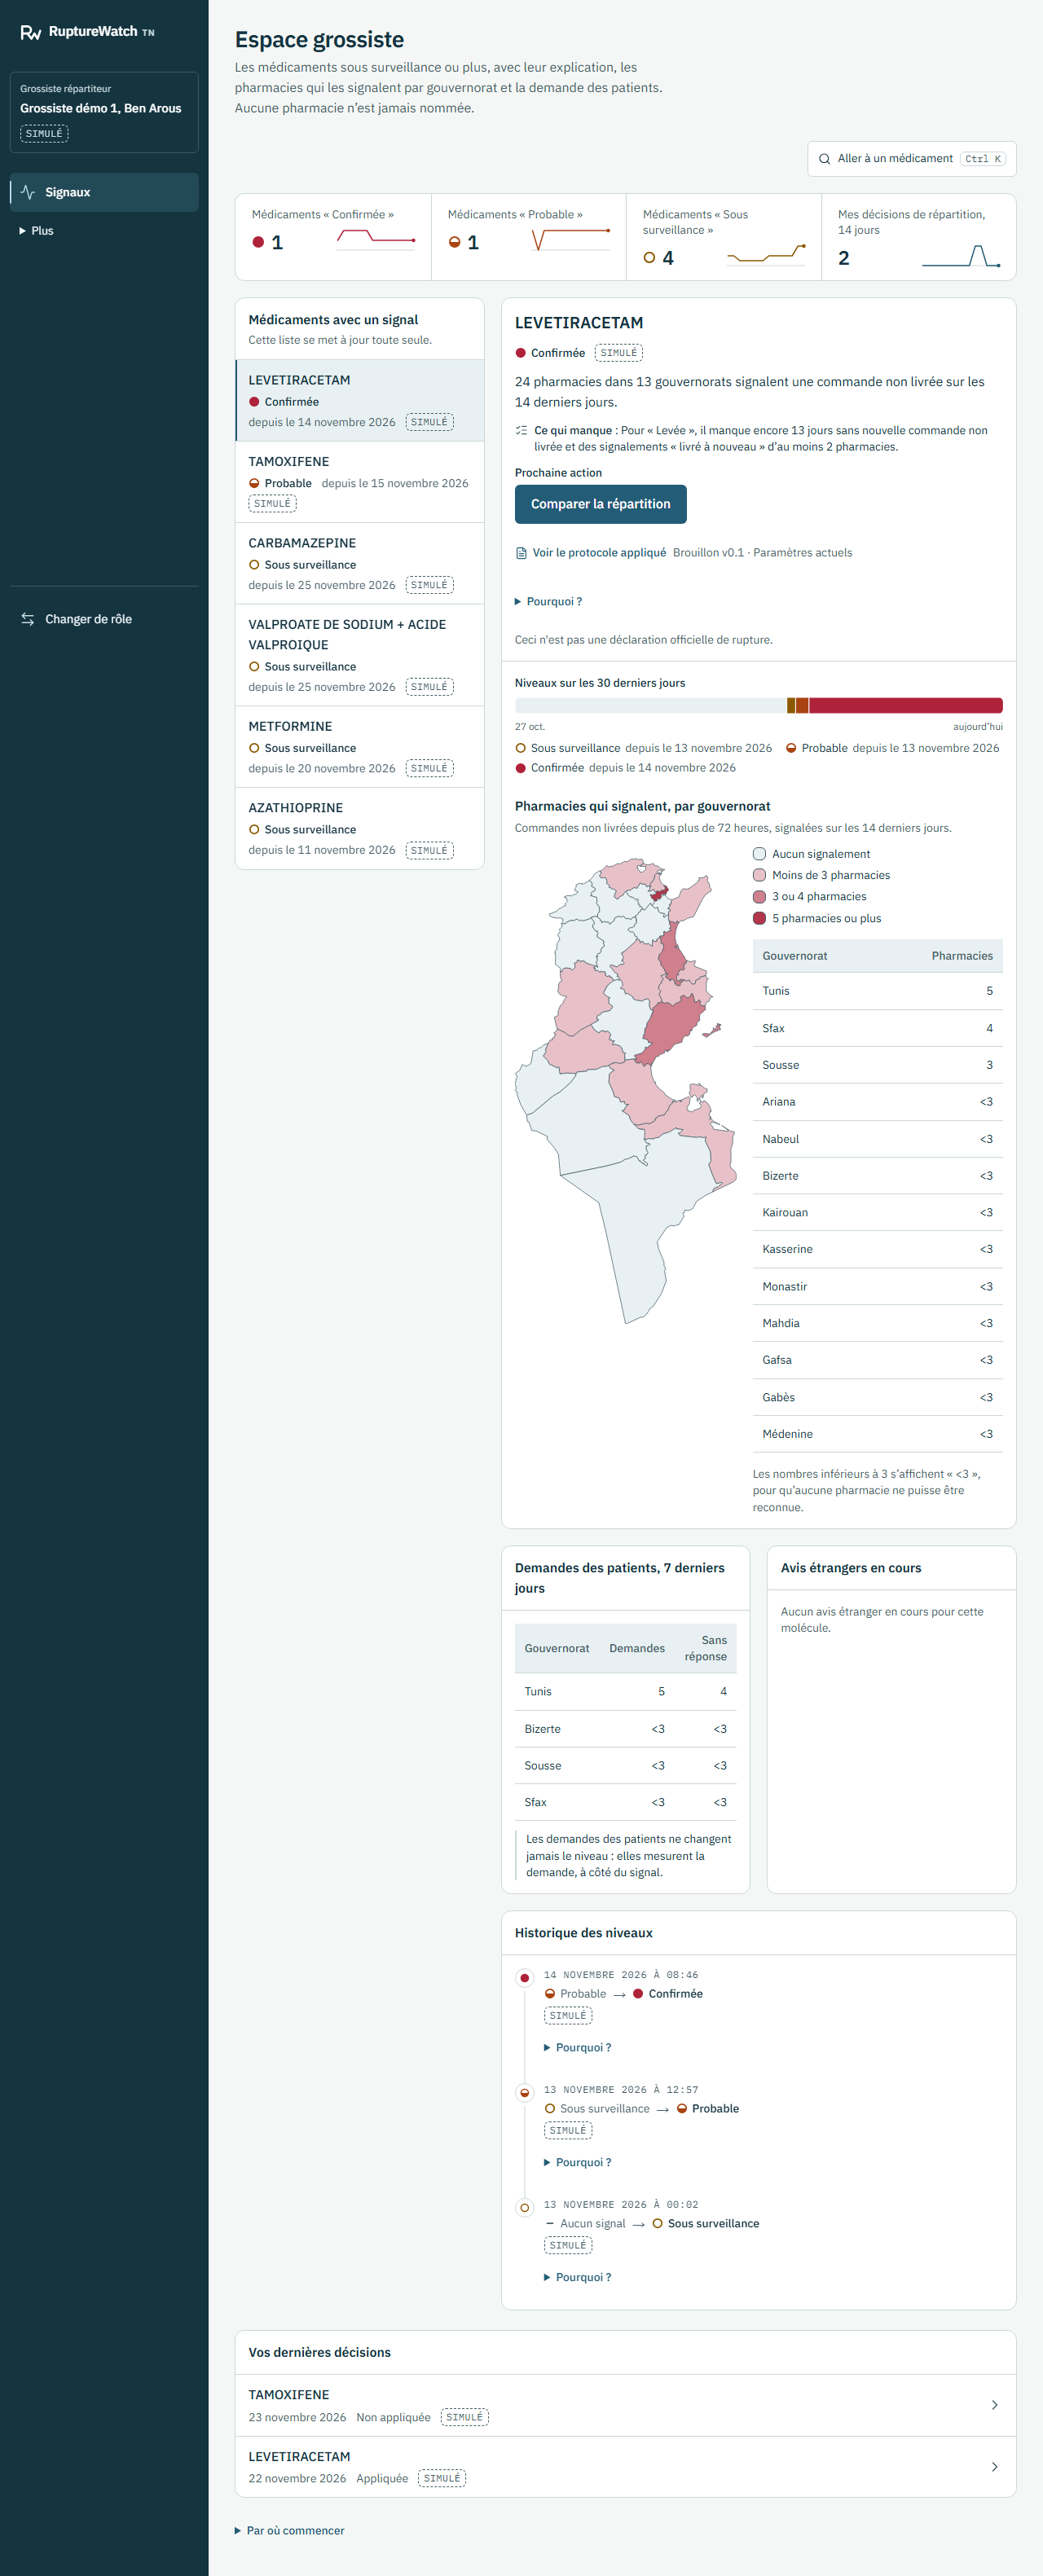 RuptureWatch TN
Grossiste répartiteur
Grossiste démo 1, Ben Arous
SIMULÉ
Signaux
Plus
Changer de rôle
Espace grossiste
Les médicaments sous surveillance ou plus, avec leur explication, les
pharmacies qui les signalent par gouvernorat et la demande des patients.
Aucune pharmacie n’est jamais nommée.
Aller à un médicament Ctrl K
Médicaments « Confirmée »
1
Médicaments « Probable »
1
Médicaments « Sous
surveillance »
4
Mes décisions de répartition,
14 jours
2
Médicaments avec un signal
Cette liste se met à jour toute seule.
LEVETIRACETAM
Confirmée
depuis le 14 novembre 2026 SIMULÉ
TAMOXIFENE
Probable depuis le 15 novembre 2026
SIMULÉ
CARBAMAZEPINE
Sous surveillance
depuis le 25 novembre 2026 SIMULÉ
VALPROATE DE SODIUM + ACIDE
VALPROIQUE
Sous surveillance
depuis le 25 novembre 2026 SIMULÉ
METFORMINE
Sous surveillance
depuis le 20 novembre 2026 SIMULÉ
AZATHIOPRINE
Sous surveillance
depuis le 11 novembre 2026 SIMULÉ
LEVETIRACETAM
Confirmée SIMULÉ
24 pharmacies dans 13 gouvernorats signalent une commande non livrée sur les
14 derniers jours.
Ce qui manque : Pour « Levée », il manque encore 13 jours sans nouvelle commande non
livrée et des signalements « livré à nouveau » d’au moins 2 pharmacies.
Prochaine action
Comparer la répartition
Voir le protocole appliqué Brouillon v0.1 · Paramètres actuels
Pourquoi ?
Ceci n'est pas une déclaration officielle de rupture.
Niveaux sur les 30 derniers jours
27 oct. aujourd’hui
Sous surveillance depuis le 13 novembre 2026 Probable depuis le 13 novembre 2026
Confirmée depuis le 14 novembre 2026
Pharmacies qui signalent, par gouvernorat
Commandes non livrées depuis plus de 72 heures, signalées sur les 14 derniers jours.
Aucun signalement
Moins de 3 pharmacies
3 ou 4 pharmacies
5 pharmacies ou plus
Gouvernorat Pharmacies
Tunis 5
Sfax 4
Sousse 3
Ariana <3
Nabeul <3
Bizerte <3
Kairouan <3
Kasserine <3
Monastir <3
Mahdia <3
Gafsa <3
Gabès <3
Médenine <3
Les nombres inférieurs à 3 s’affichent « <3 »,
pour qu’aucune pharmacie ne puisse être
reconnue.
Demandes des patients, 7 derniers
jours
Gouvernorat Demandes Sans
réponse
Tunis 5 4
Bizerte <3 <3
Sousse <3 <3
Sfax <3 <3
Les demandes des patients ne changent
jamais le niveau : elles mesurent la
demande, à côté du signal.
Avis étrangers en cours
Aucun avis étranger en cours pour cette
molécule.
Historique des niveaux
14 NOVEMBRE 2026 À 08:46
Probable → Confirmée
SIMULÉ
Pourquoi ?
13 NOVEMBRE 2026 À 12:57
Sous surveillance → Probable
SIMULÉ
Pourquoi ?
13 NOVEMBRE 2026 À 00:02
Aucun signal → Sous surveillance
SIMULÉ
Pourquoi ?
Vos dernières décisions
TAMOXIFENE
23 novembre 2026 Non appliquée SIMULÉ
LEVETIRACETAM
22 novembre 2026 Appliquée SIMULÉ
Par où commencer